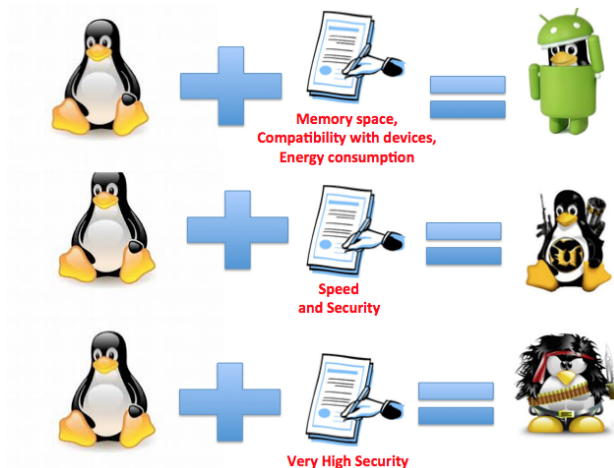 Memory space,
Compatibility with devices,
Energy consumption
Speed
and Security
Very High Security